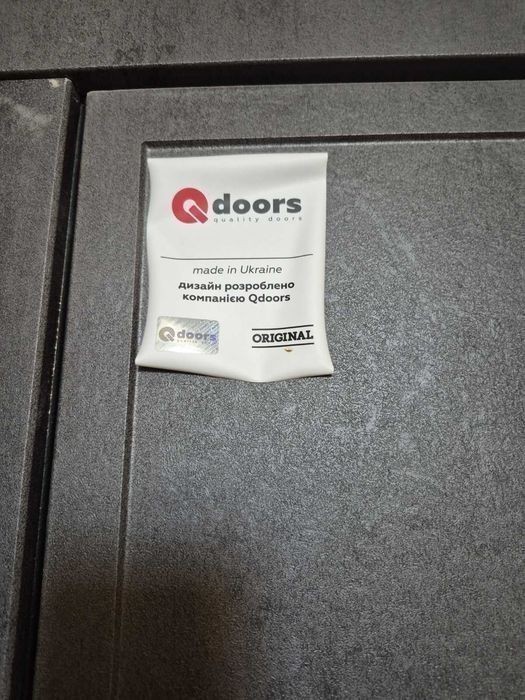 Qdoors
quality doors
made in Ukraine
дизайн розроблено
компанією Qdoors
Qdoors
ORIGINAL